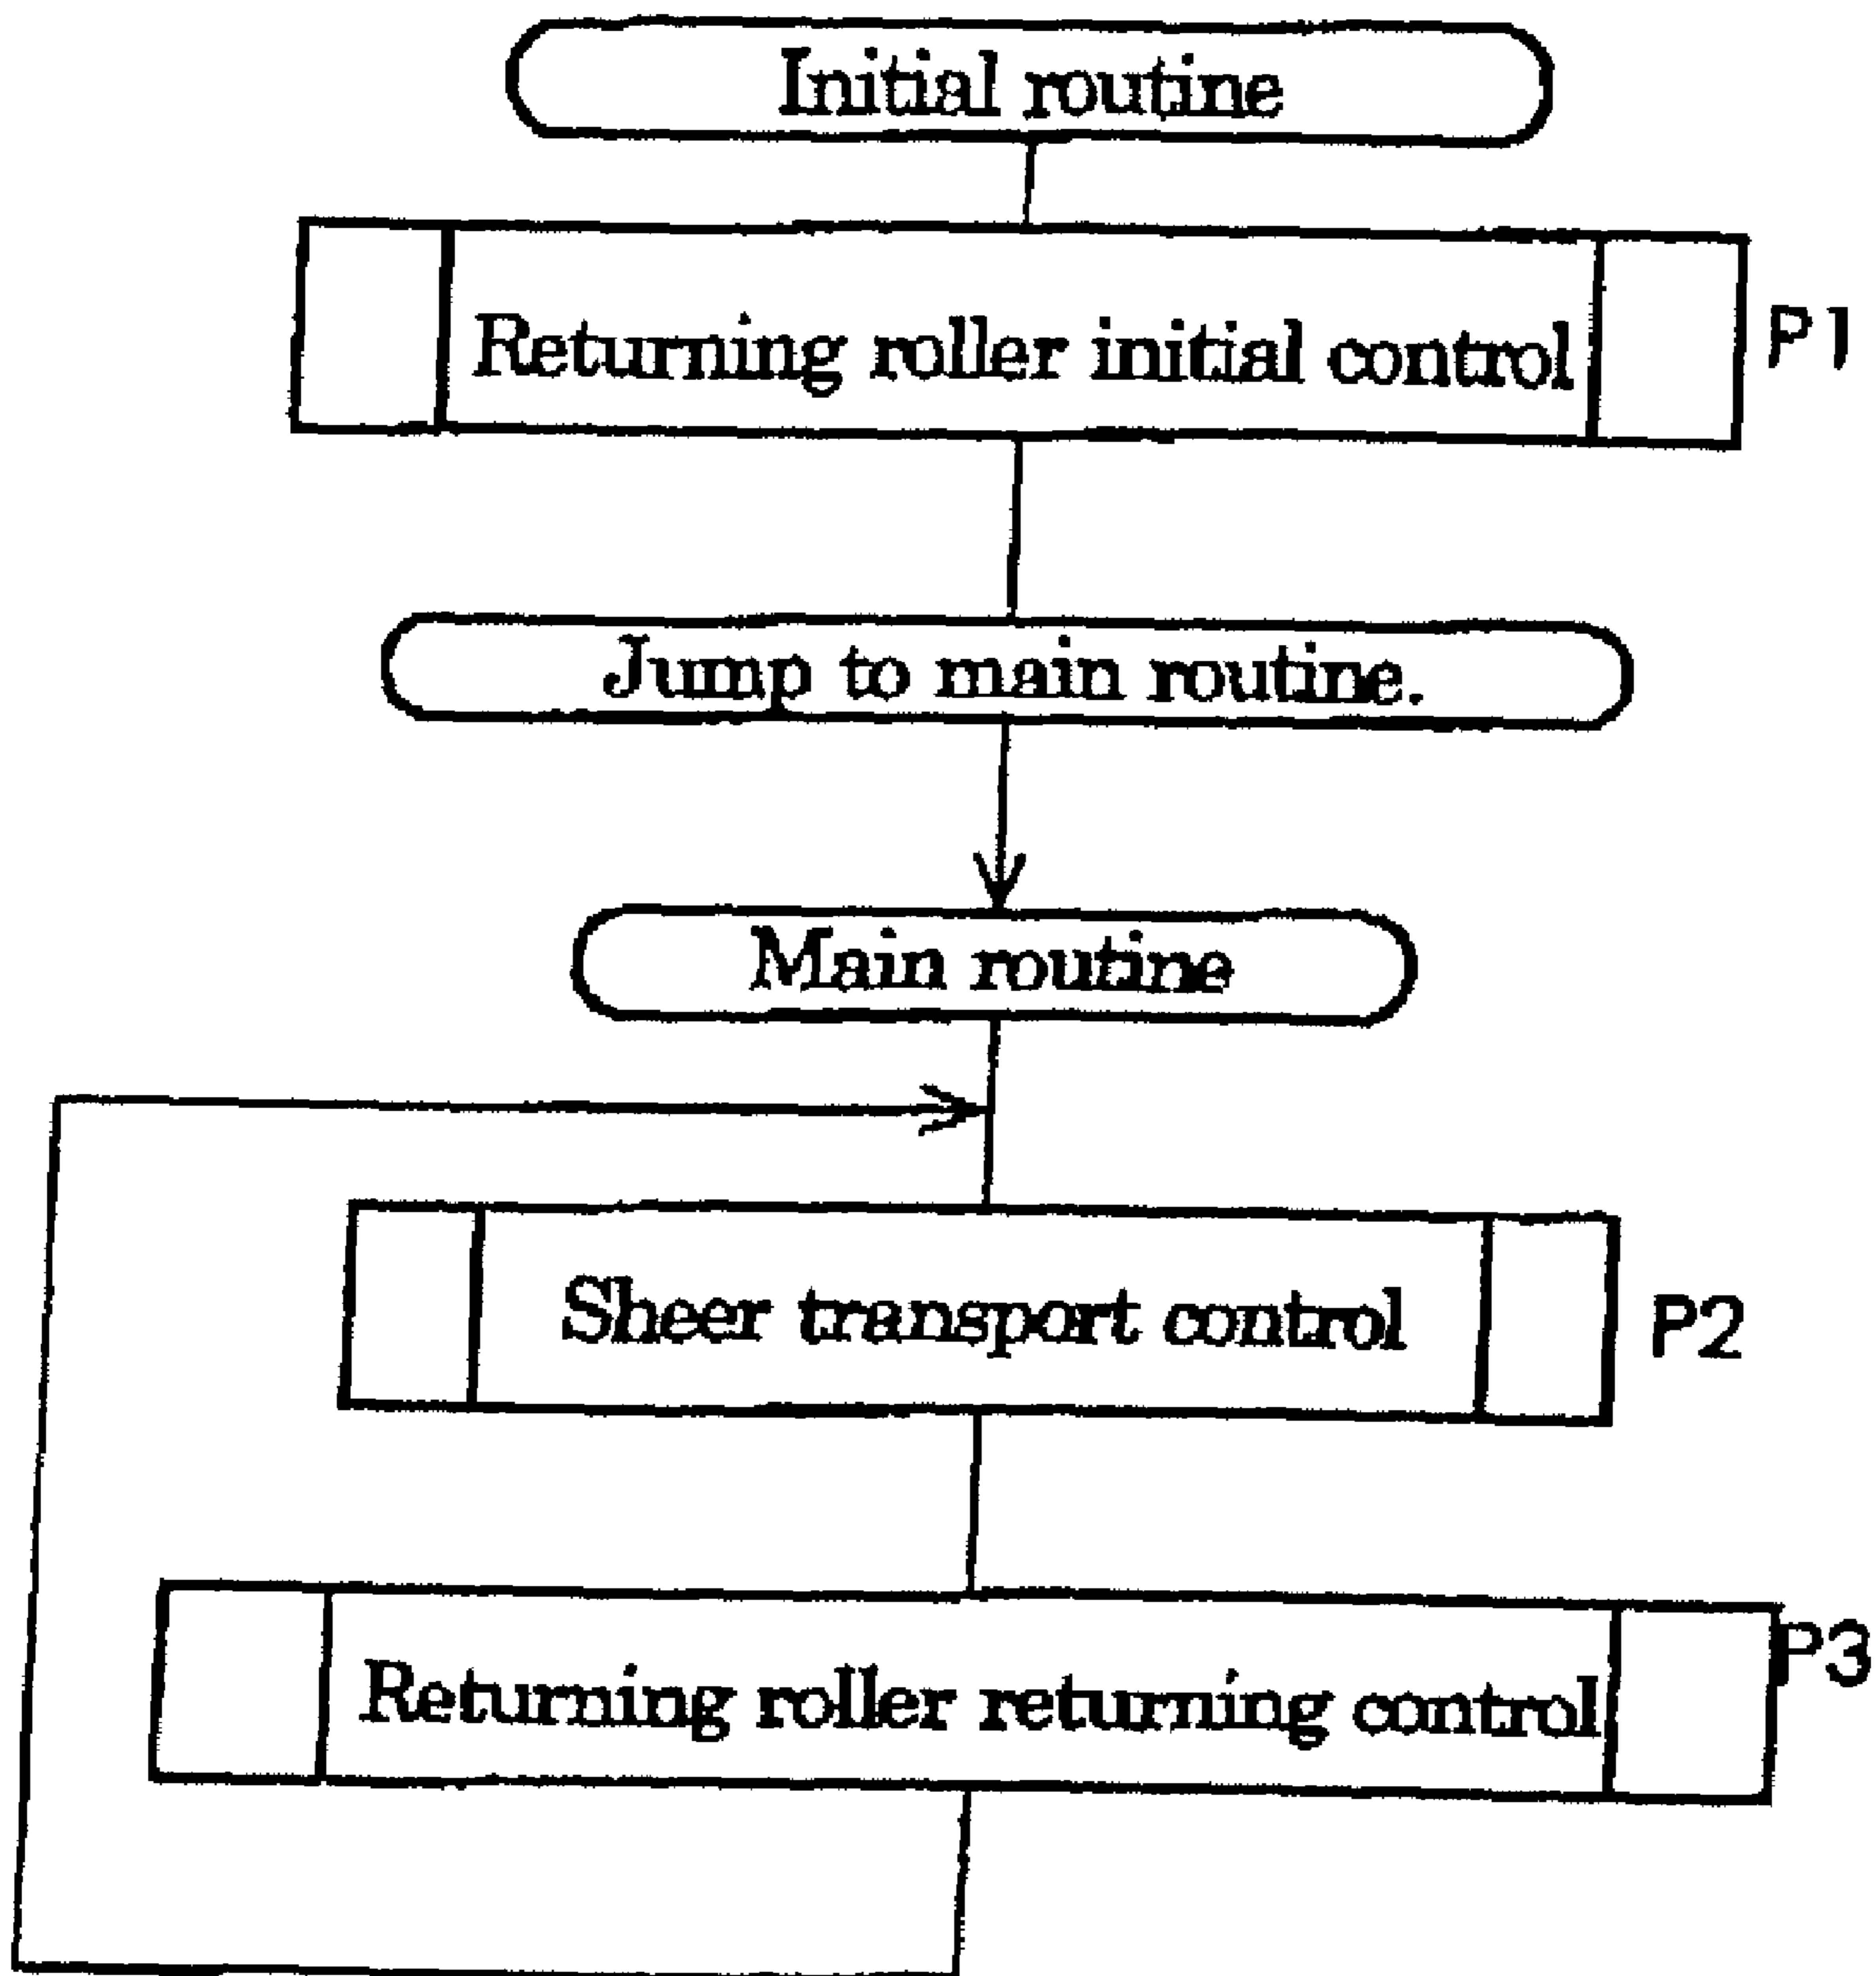 Initial routine
Returning roller initial control
P1
Jump to main routine.
Main routine
Sheer transport control
P2
Returning roller returning control
P3